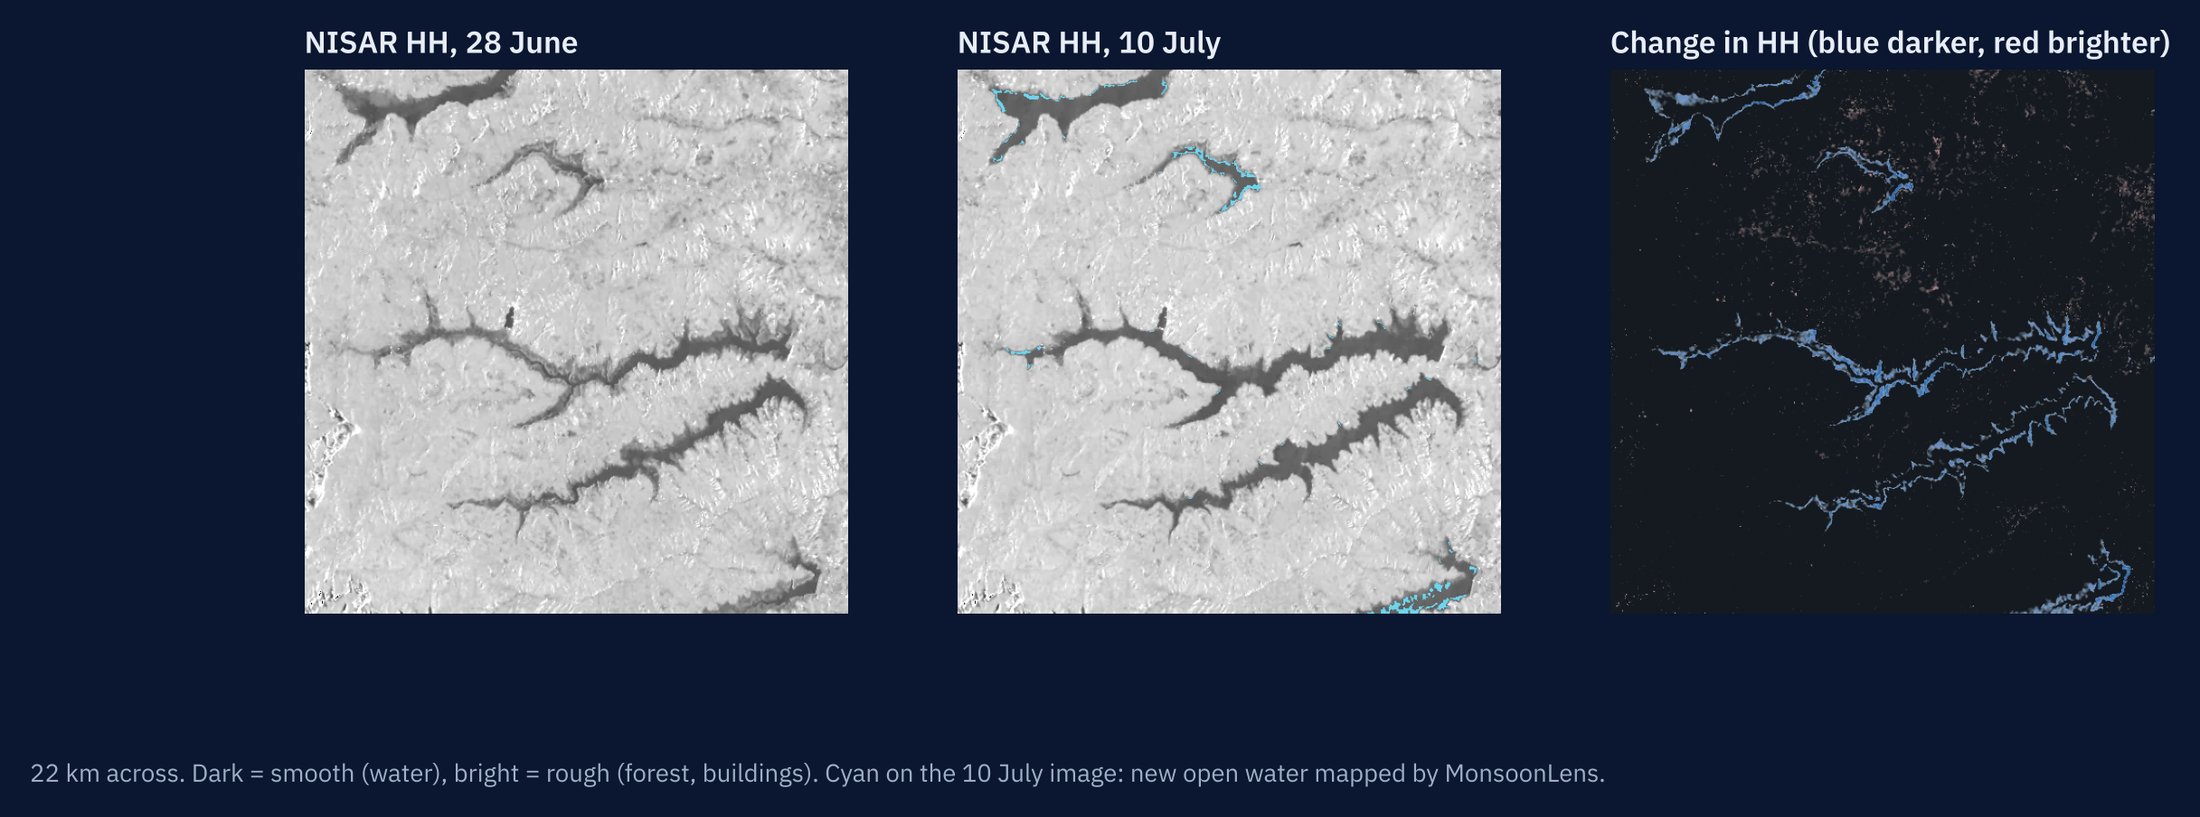 NISAR HH, 28 June
NISAR HH, 10 July
Change in HH (blue darker, red brighter)
22 km across. Dark = smooth (water), bright = rough (forest, buildings). Cyan on the 10 July image: new open water mapped by MonsoonLens.